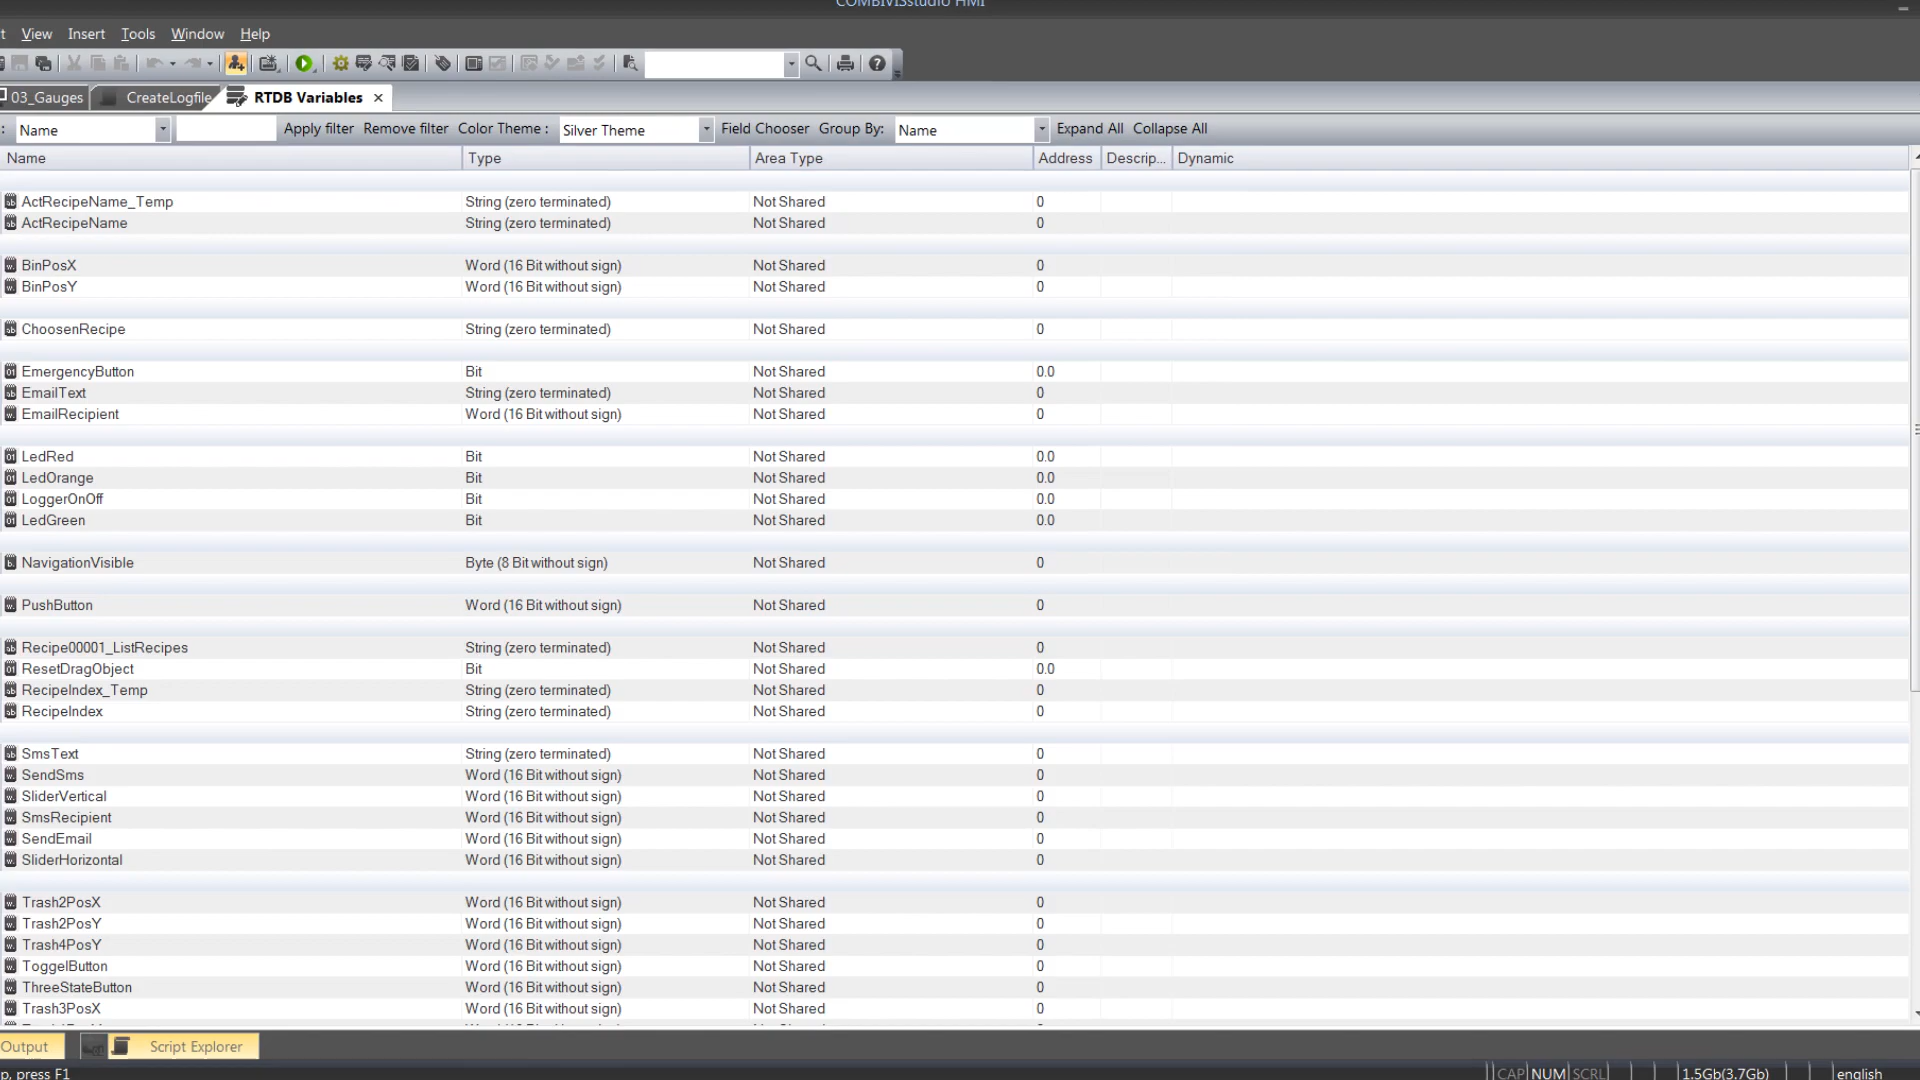 COMBIVISstudio HMI
t View Insert Tools Window Help
03_Gauges CreateLogfile RTDB Variables
: Name Apply filter Remove filter Color Theme : Silver Theme Field Chooser Group By: Name Expand All Collapse All
Name Type Area Type Address Descrip... Dynamic
ActRecipeName_Temp String (zero terminated) Not Shared 0
ActRecipeName String (zero terminated) Not Shared 0
BinPosX Word (16 Bit without sign) Not Shared 0
BinPosY Word (16 Bit without sign) Not Shared 0
ChoosenRecipe String (zero terminated) Not Shared 0
EmergencyButton Bit Not Shared 0.0
EmailText String (zero terminated) Not Shared 0
EmailRecipient Word (16 Bit without sign) Not Shared 0
LedRed Bit Not Shared 0.0
LedOrange Bit Not Shared 0.0
LoggerOnOff Bit Not Shared 0.0
LedGreen Bit Not Shared 0.0
NavigationVisible Byte (8 Bit without sign) Not Shared 0
PushButton Word (16 Bit without sign) Not Shared 0
Recipe00001_ListRecipes String (zero terminated) Not Shared 0
ResetDragObject Bit Not Shared 0.0
RecipeIndex_Temp String (zero terminated) Not Shared 0
RecipeIndex String (zero terminated) Not Shared 0
SmsText String (zero terminated) Not Shared 0
SendSms Word (16 Bit without sign) Not Shared 0
SliderVertical Word (16 Bit without sign) Not Shared 0
SmsRecipient Word (16 Bit without sign) Not Shared 0
SendEmail Word (16 Bit without sign) Not Shared 0
SliderHorizontal Word (16 Bit without sign) Not Shared 0
Trash2PosX Word (16 Bit without sign) Not Shared 0
Trash2PosY Word (16 Bit without sign) Not Shared 0
Trash4PosY Word (16 Bit without sign) Not Shared 0
ToggelButton Word (16 Bit without sign) Not Shared 0
ThreeStateButton Word (16 Bit without sign) Not Shared 0
Trash3PosX Word (16 Bit without sign) Not Shared 0
Output Script Explorer
p, press F1 CAP NUM SCRL 1.5Gb(3.7Gb) english